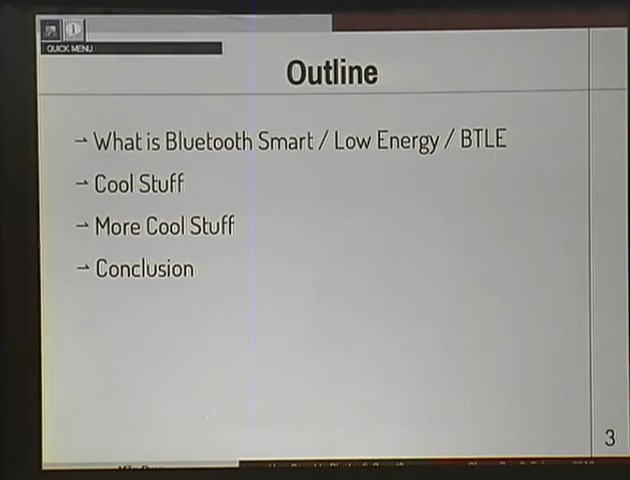 QUICK MENU
Outline
⇀ What is Bluetooth Smart / Low Energy / BTLE
⇀ Cool Stuff
⇀ More Cool Stuff
⇀ Conclusion
3